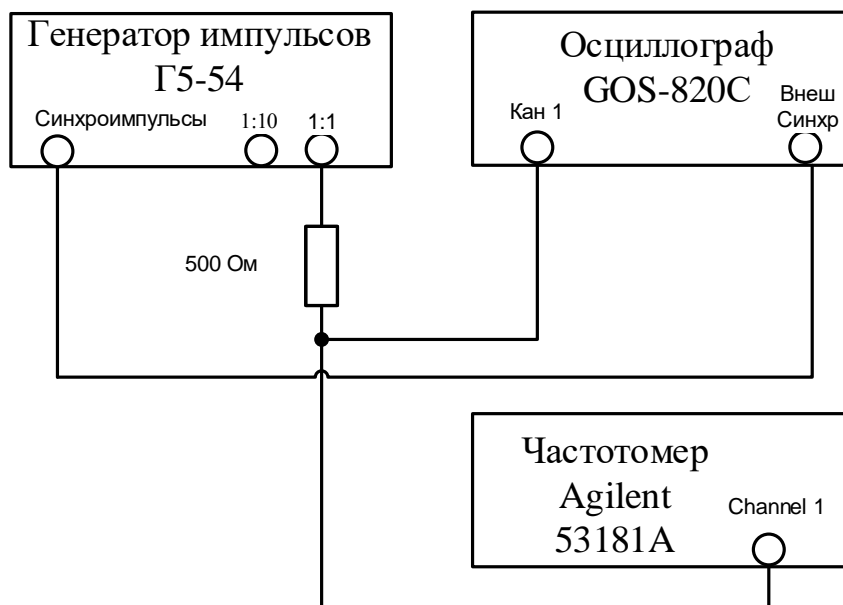 Генератор импульсов
Г5-54
Синхроимпульсы
1:10
1:1
Осциллограф
GOS-820C
Кан 1
Внеш
Синхр
500 Ом
Частотомер
Agilent
53181A
Channel 1